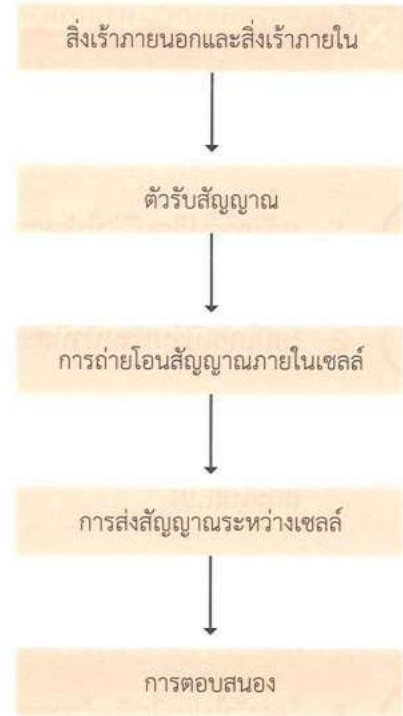 สิ่งเร้าภายนอกและสิ่งเร้าภายใน
ตัวรับสัญญาณ
การถ่ายโอนสัญญาณภายในเซลล์
การส่งสัญญาณระหว่างเซลล์
การตอบสนอง